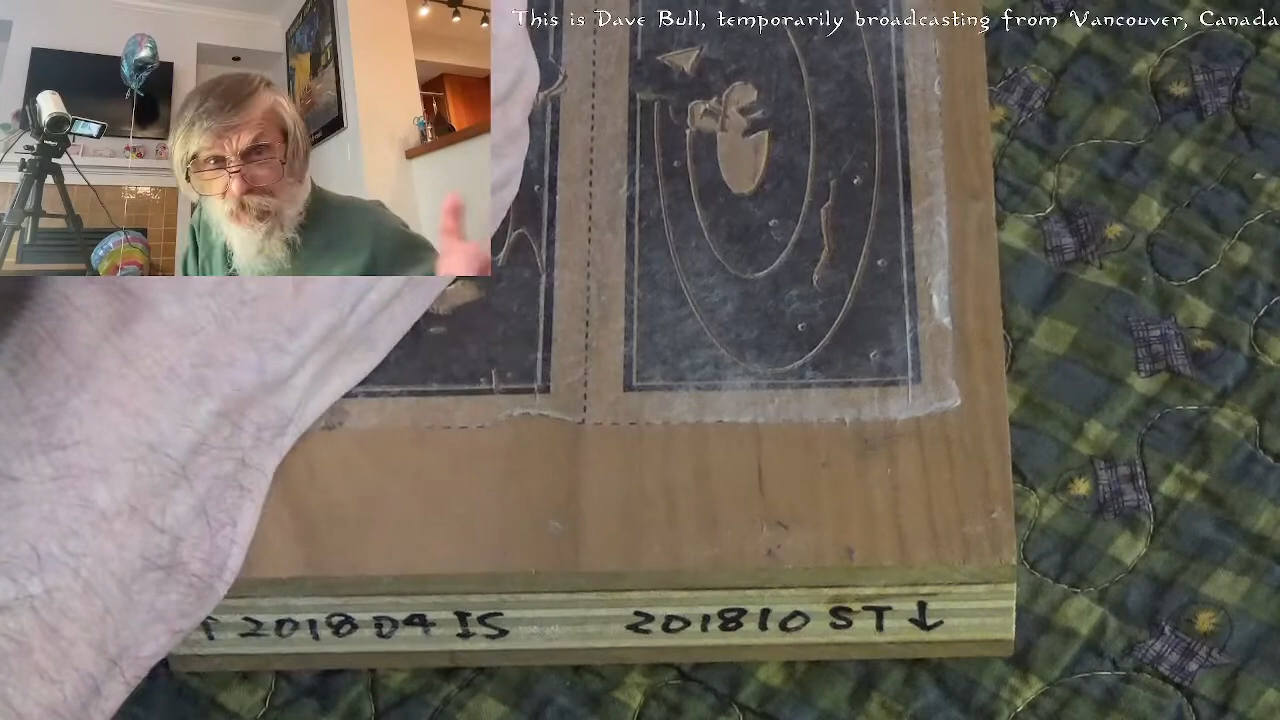 This is Dave Bull, temporarily broadcasting from Vancouver, Canada
↑ 201804 IS 201810 ST ↓